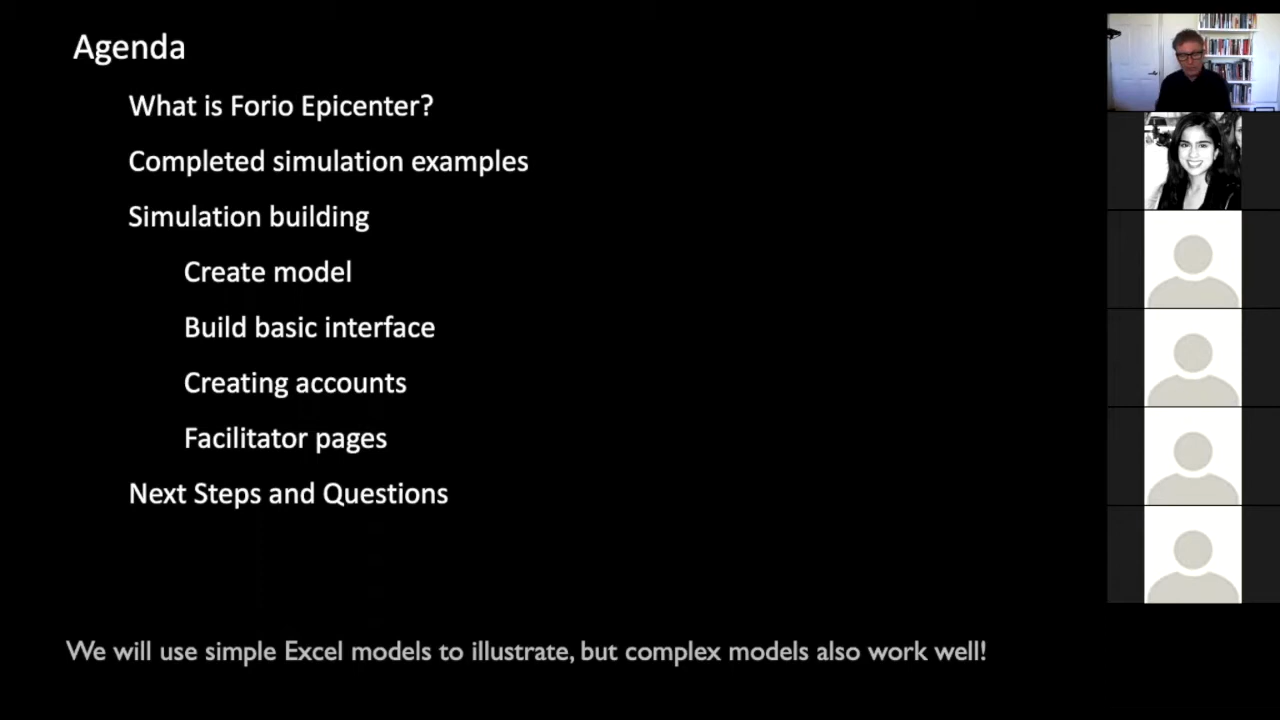 Agenda
What is Forio Epicenter?
Completed simulation examples
Simulation building
Create model
Build basic interface
Creating accounts
Facilitator pages
Next Steps and Questions
We will use simple Excel models to illustrate, but complex models also work well!